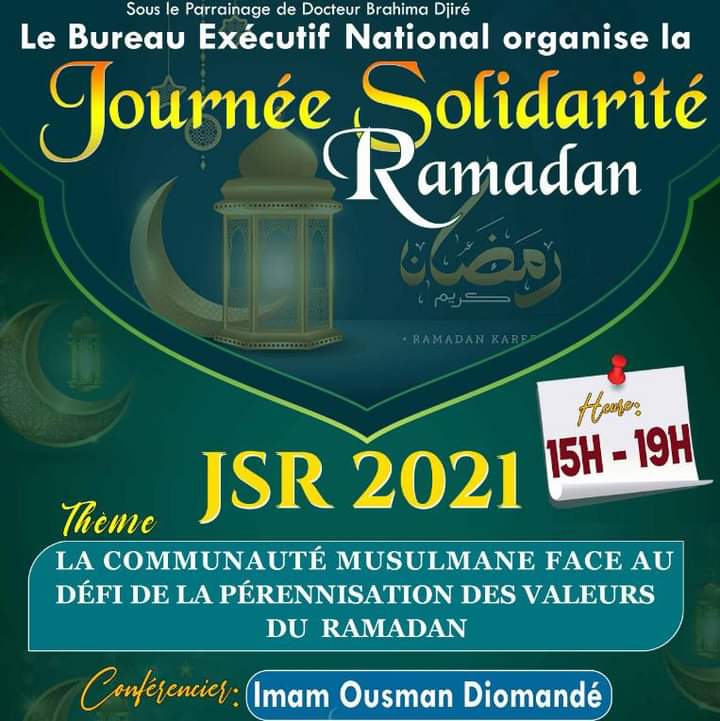 Sous le Parrainage de Docteur Brahima Djiré
Le Bureau Exécutif National organise la
Journée Solidarité
Ramadan
رمضان
كريم
• RAMADAN KAREE
Heure:
15H - 19H
JSR 2021
Thème
LA COMMUNAUTÉ MUSULMANE FACE AU
DÉFI DE LA PÉRENNISATION DES VALEURS
DU RAMADAN
Conférencier: Imam Ousman Diomandé